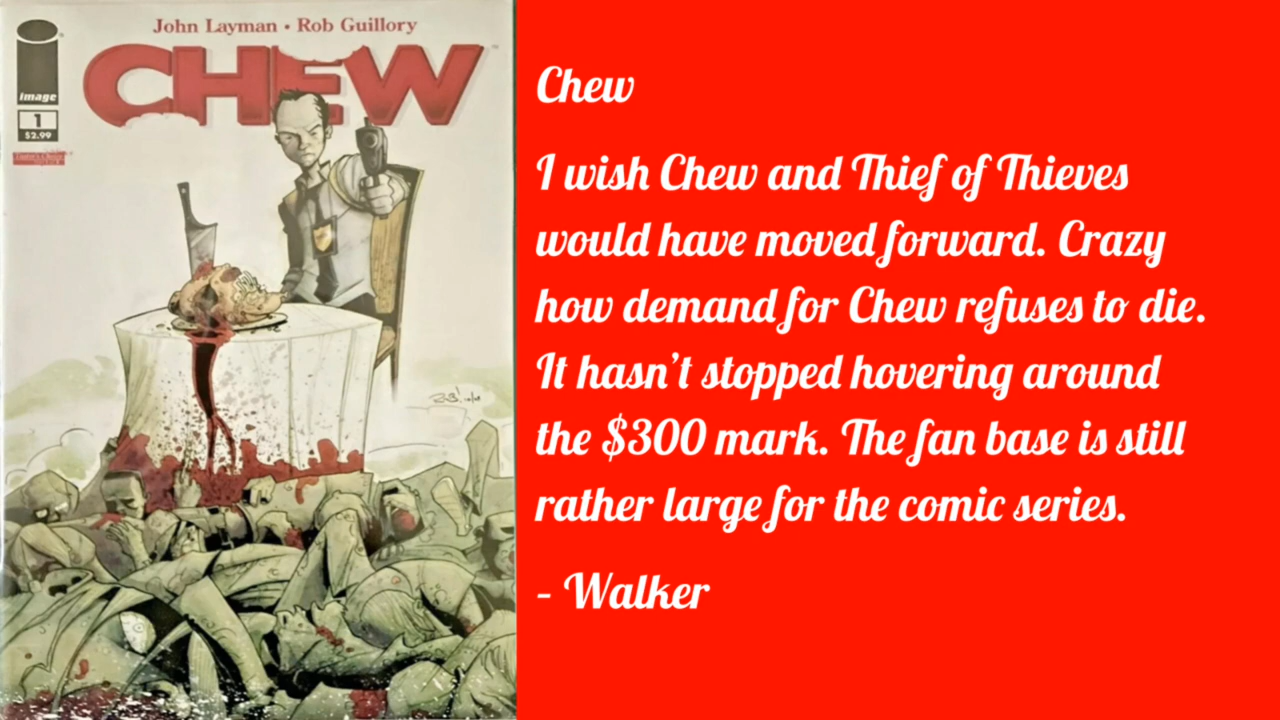 John Layman • Rob Guillory
CHEW
image
1
$2.99
Chew
I wish Chew and Thief of Thieves
would have moved forward. Crazy
how demand for Chew refuses to die.
It hasn't stopped hovering around
the $300 mark. The fan base is still
rather large for the comic series.
– Walker